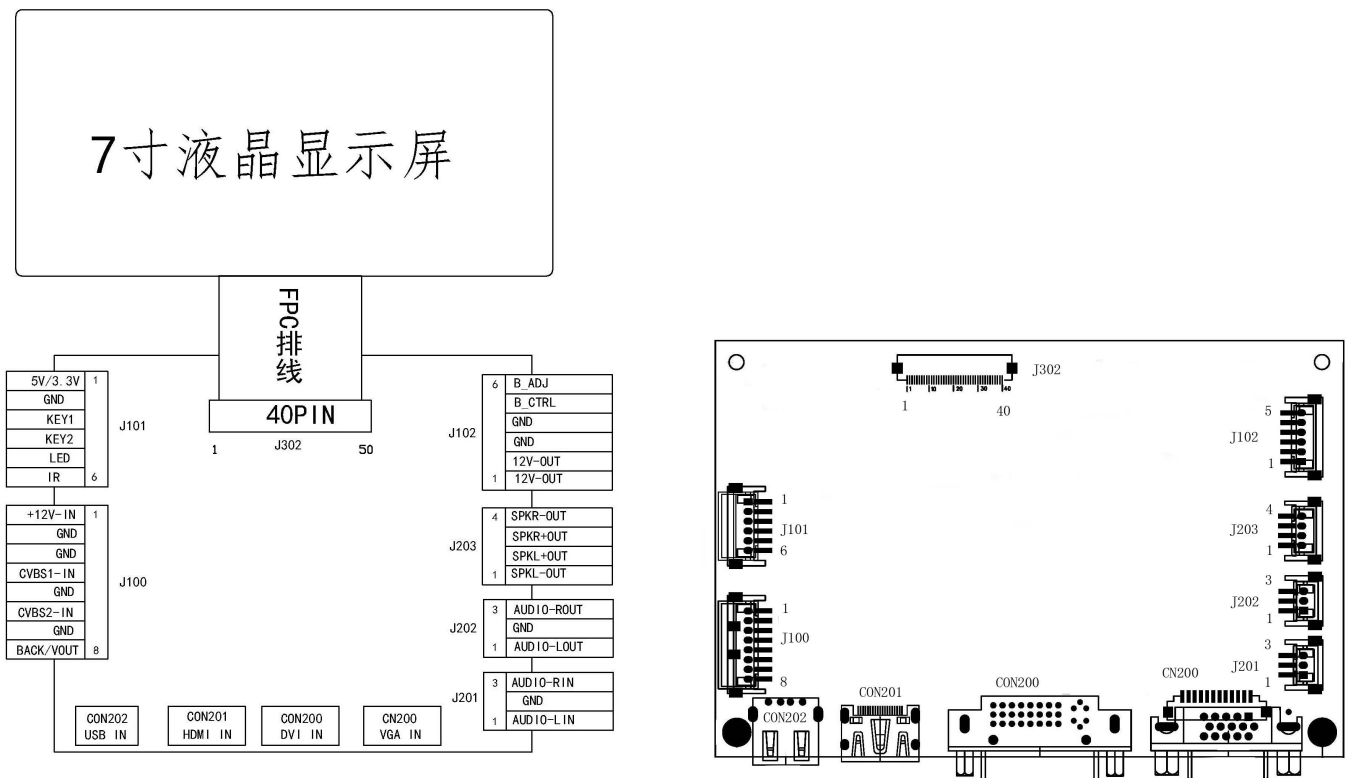 7寸液晶显示屏
FPC排线
40PIN
1 J302 50
5V/3.3V 1
GND
KEY1
KEY2
LED
IR 6
J101
+12V-IN 1
GND
GND
CVBS1-IN
GND
CVBS2-IN
GND
BACK/VOUT 8
J100
J102
6 B_ADJ
B_CTRL
GND
GND
12V-OUT
1 12V-OUT
J203
4 SPKR-OUT
SPKR+OUT
SPKL+OUT
1 SPKL-OUT
J202
3 AUDIO-ROUT
GND
1 AUDIO-LOUT
J201
3 AUDIO-RIN
GND
1 AUDIO-LIN
CON202
USB IN
CON201
HDMI IN
CON200
DVI IN
CN200
VGA IN
J302
1 10 20 30 40
1 40
5
J102
1
1
J101
6
4
J203
1
3
J202
1
1
J100
8
3
J201
1
CON202
CON201
CON200
CN200